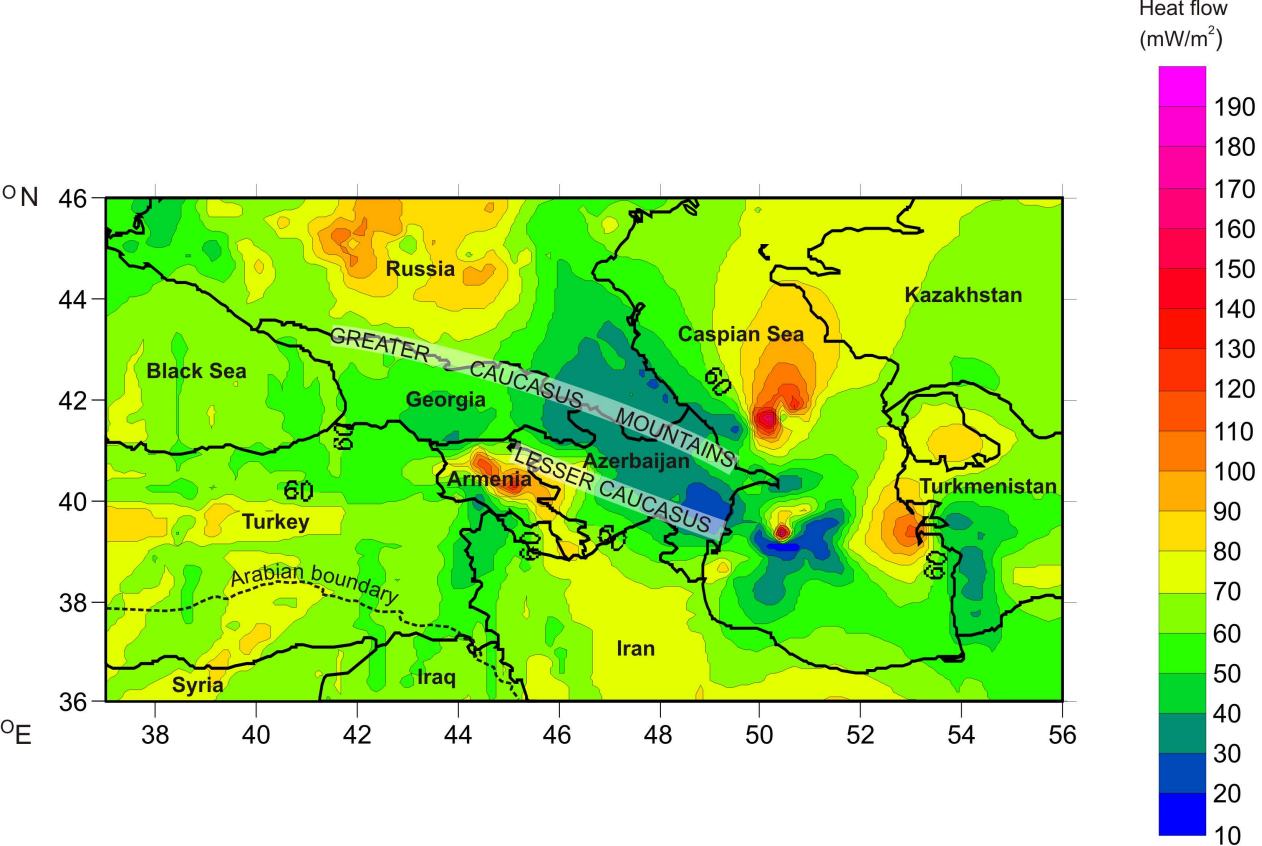 Heat flow
(mW/m²)
190
180
170
160
150
140
130
120
110
100
90
80
70
60
50
40
30
20
10
O N
46
44
42
40
38
36
O E
38
40
42
44
46
48
50
52
54
56
Russia
Kazakhstan
Caspian Sea
GREATER CAUCASUS MOUNTAINS
Black Sea
60
Georgia
60
LESSER CAUCASUS
Azerbaijan
Armenia
Turkmenistan
60
Turkey
60
60
60
Arabian boundary
Iran
Iraq
Syria